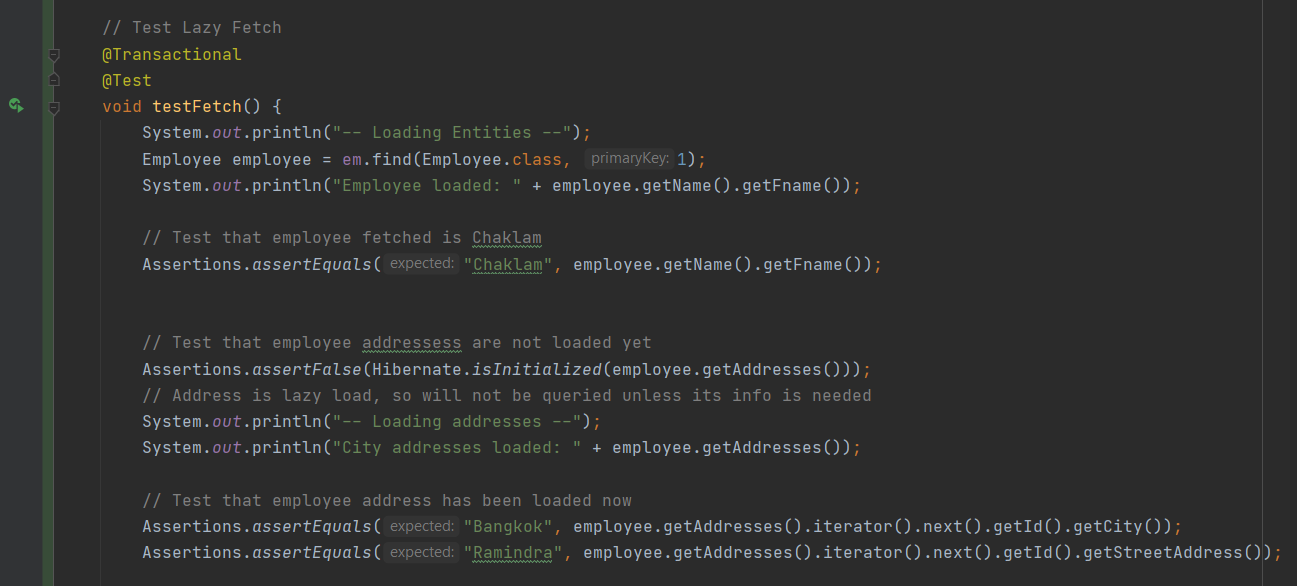 // Test Lazy Fetch
@Transactional
@Test
void testFetch() {
System.out.println("-- Loading Entities --");
Employee employee = em.find(Employee.class, primaryKey: 1);
System.out.println("Employee loaded: " + employee.getName().getFname());
// Test that employee fetched is Chaklam
Assertions.assertEquals( expected: "Chaklam", employee.getName().getFname());
// Test that employee addressess are not loaded yet
Assertions.assertFalse(Hibernate.isInitialized(employee.getAddresses()));
// Address is lazy load, so will not be queried unless its info is needed
System.out.println("-- Loading addresses --");
System.out.println("City addresses loaded: " + employee.getAddresses());
// Test that employee address has been loaded now
Assertions.assertEquals( expected: "Bangkok", employee.getAddresses().iterator().next().getId().getCity());
Assertions.assertEquals( expected: "Ramindra", employee.getAddresses().iterator().next().getId().getStreetAddress());